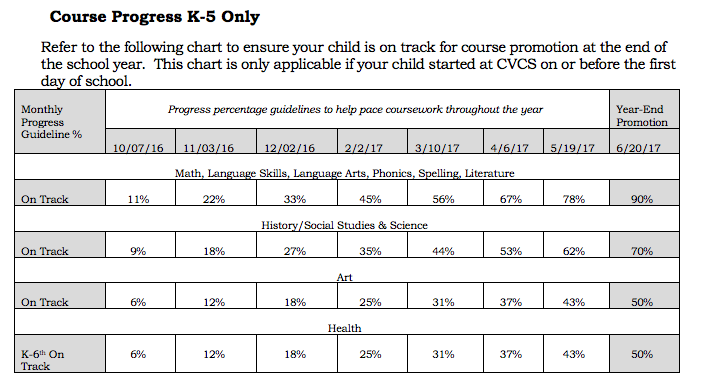 Course Progress K-5 Only
Refer to the following chart to ensure your child is on track for course promotion at the end of
the school year.  This chart is only applicable if your child started at CVCS on or before the first
day of school.
Monthly Progress Guideline % Progress percentage guidelines to help pace coursework throughout the year Year-End Promotion
10/07/16 11/03/16 12/02/16 2/2/17 3/10/17 4/6/17 5/19/17 6/20/17
Math, Language Skills, Language Arts, Phonics, Spelling, Literature
On Track 11% 22% 33% 45% 56% 67% 78% 90%
History/Social Studies & Science
On Track 9% 18% 27% 35% 44% 53% 62% 70%
Art
On Track 6% 12% 18% 25% 31% 37% 43% 50%
Health
K-6th On Track 6% 12% 18% 25% 31% 37% 43% 50%